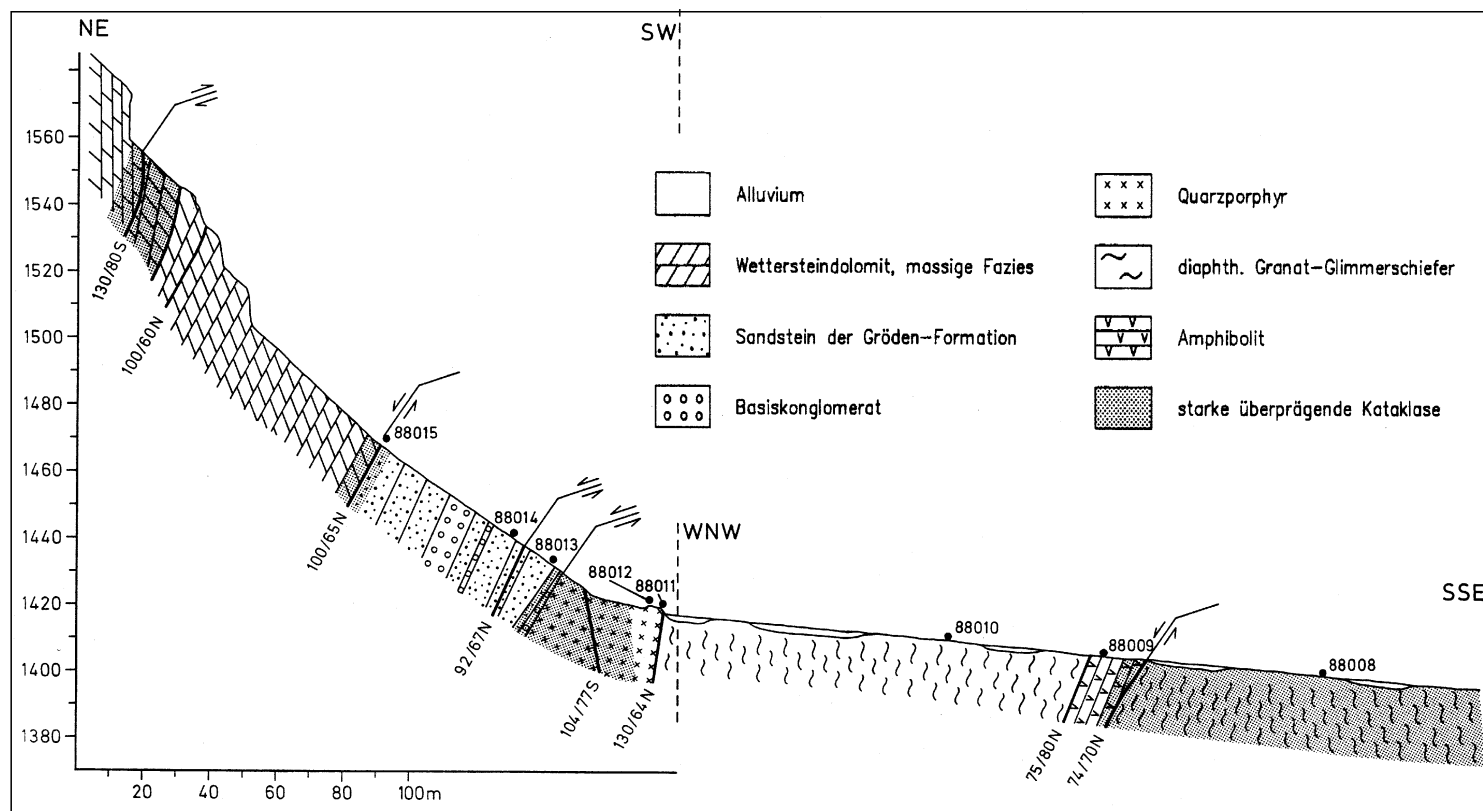 NE
SW
1560
1540
1520
1500
1480
1460
1440
1420
1400
1380
20
40
60
80
100m
130/80 S
100/60N
100/65 N
92/67N
104/77S
130/64 N
75/80N
74/70N
88015
88014
88013
88012
88011
WNW
88010
88009
88008
SSE
Alluvium
Wettersteindolomit, massige Fazies
Sandstein der Gröden-Formation
Basiskonglomerat
Quarzporphyr
diaphth. Granat-Glimmerschiefer
Amphibolit
starke überprägende Kataklase